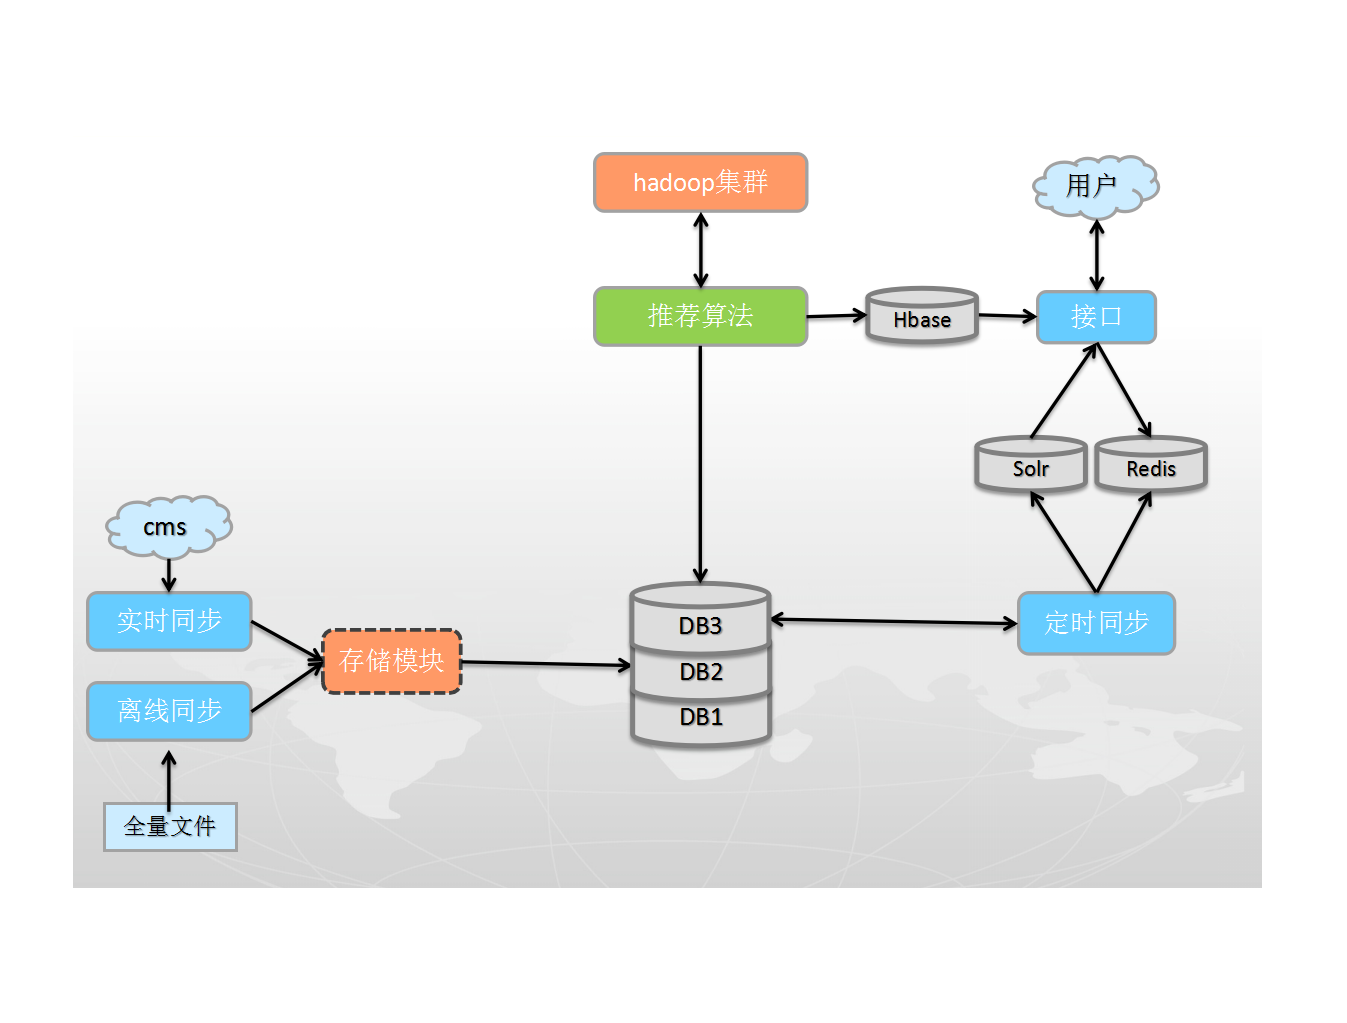 hadoop集群
用户
推荐算法
Hbase
接口
Solr
Redis
cms
实时同步
存储模块
离线同步
全量文件
DB3
DB2
DB1
定时同步